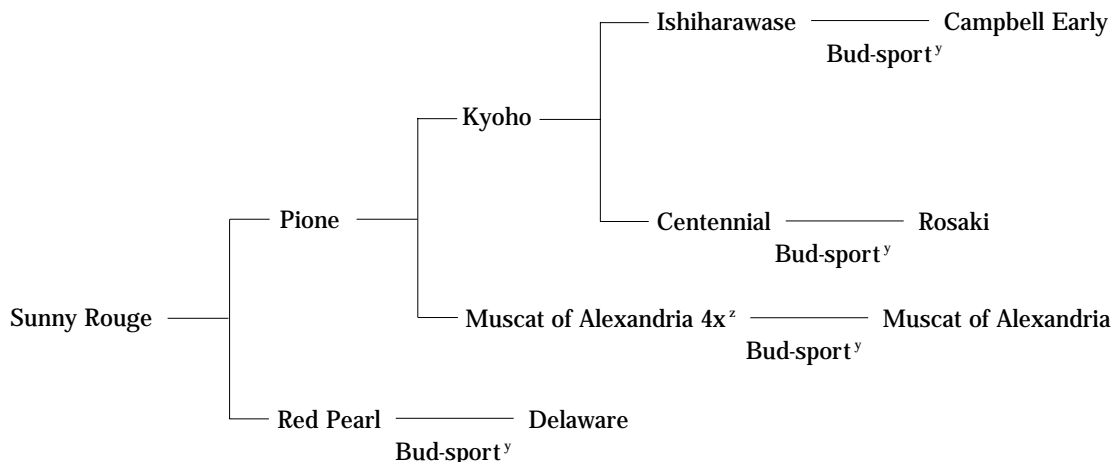 Ishiharawase
Campbell Early
Bud-sport y
Kyoho
Pione
Centennial
Rosaki
Bud-sport y
Sunny Rouge
Muscat of Alexandria 4x z
Muscat of Alexandria
Bud-sport y
Red Pearl
Delaware
Bud-sport y